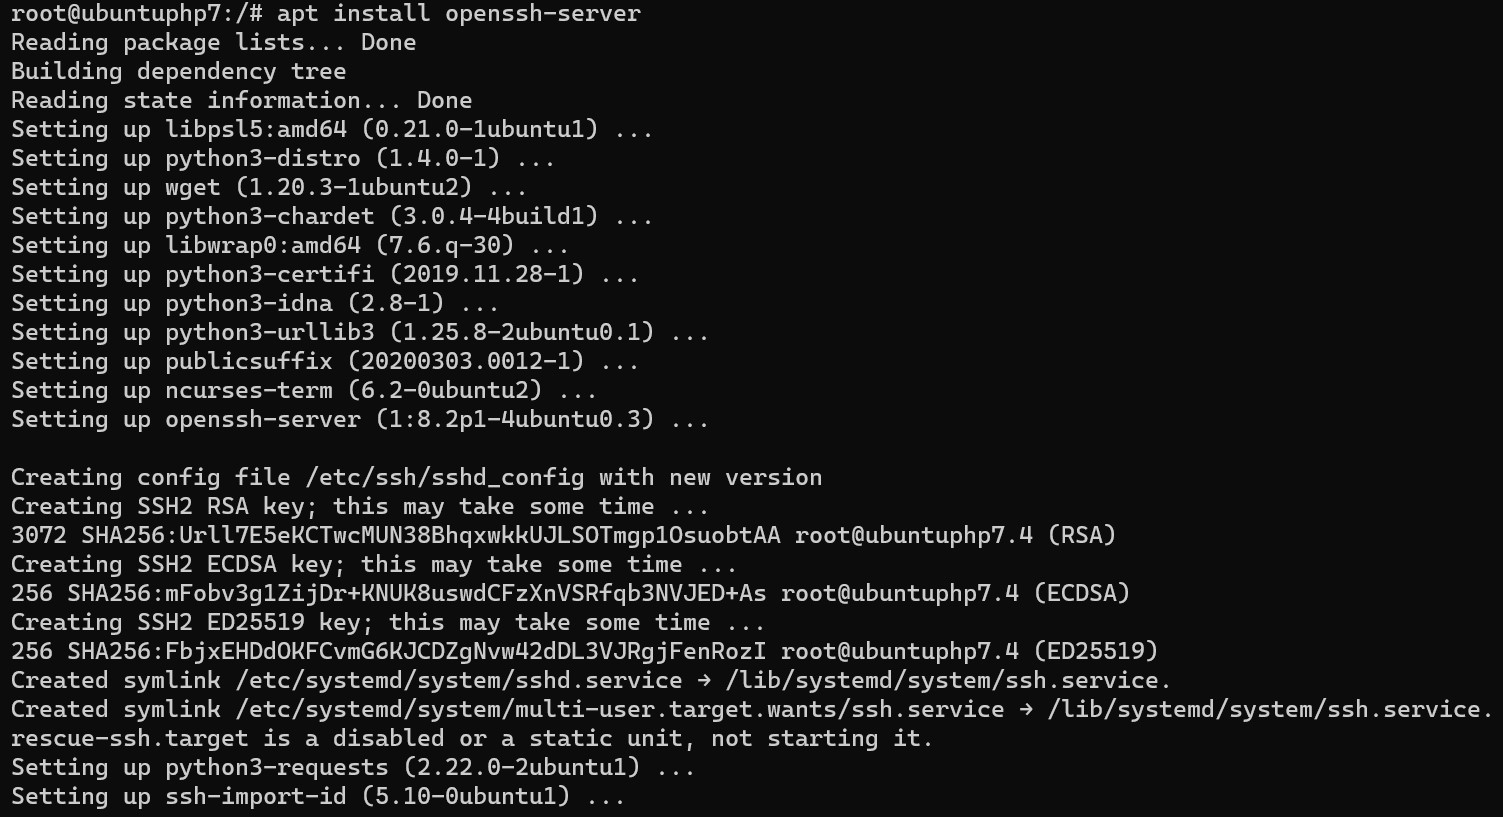 root@ubuntuphp7:/# apt install openssh-server
Reading package lists... Done
Building dependency tree
Reading state information... Done
Setting up libpsl5:amd64 (0.21.0-1ubuntu1) ...
Setting up python3-distro (1.4.0-1) ...
Setting up wget (1.20.3-1ubuntu2) ...
Setting up python3-chardet (3.0.4-4build1) ...
Setting up libwrap0:amd64 (7.6.q-30) ...
Setting up python3-certifi (2019.11.28-1) ...
Setting up python3-idna (2.8-1) ...
Setting up python3-urllib3 (1.25.8-2ubuntu0.1) ...
Setting up publicsuffix (20200303.0012-1) ...
Setting up ncurses-term (6.2-0ubuntu2) ...
Setting up openssh-server (1:8.2p1-4ubuntu0.3) ...
Creating config file /etc/ssh/sshd_config with new version
Creating SSH2 RSA key; this may take some time ...
3072 SHA256:Urll7E5eKCTwcMUN38BhqxwkkUJLSOTmgp1OsuobtAA root@ubuntuphp7.4 (RSA)
Creating SSH2 ECDSA key; this may take some time ...
256 SHA256:mFobv3g1ZijDr+KNUK8uswdCFzXnVSRfqb3NVJED+As root@ubuntuphp7.4 (ECDSA)
Creating SSH2 ED25519 key; this may take some time ...
256 SHA256:FbjxEHDdOKFCvmG6KJCDZgNvw42dDL3VJRgjFenRozI root@ubuntuphp7.4 (ED25519)
Created symlink /etc/systemd/system/sshd.service → /lib/systemd/system/ssh.service.
Created symlink /etc/systemd/system/multi-user.target.wants/ssh.service → /lib/systemd/system/ssh.service.
rescue-ssh.target is a disabled or a static unit, not starting it.
Setting up python3-requests (2.22.0-2ubuntu1) ...
Setting up ssh-import-id (5.10-0ubuntu1) ...